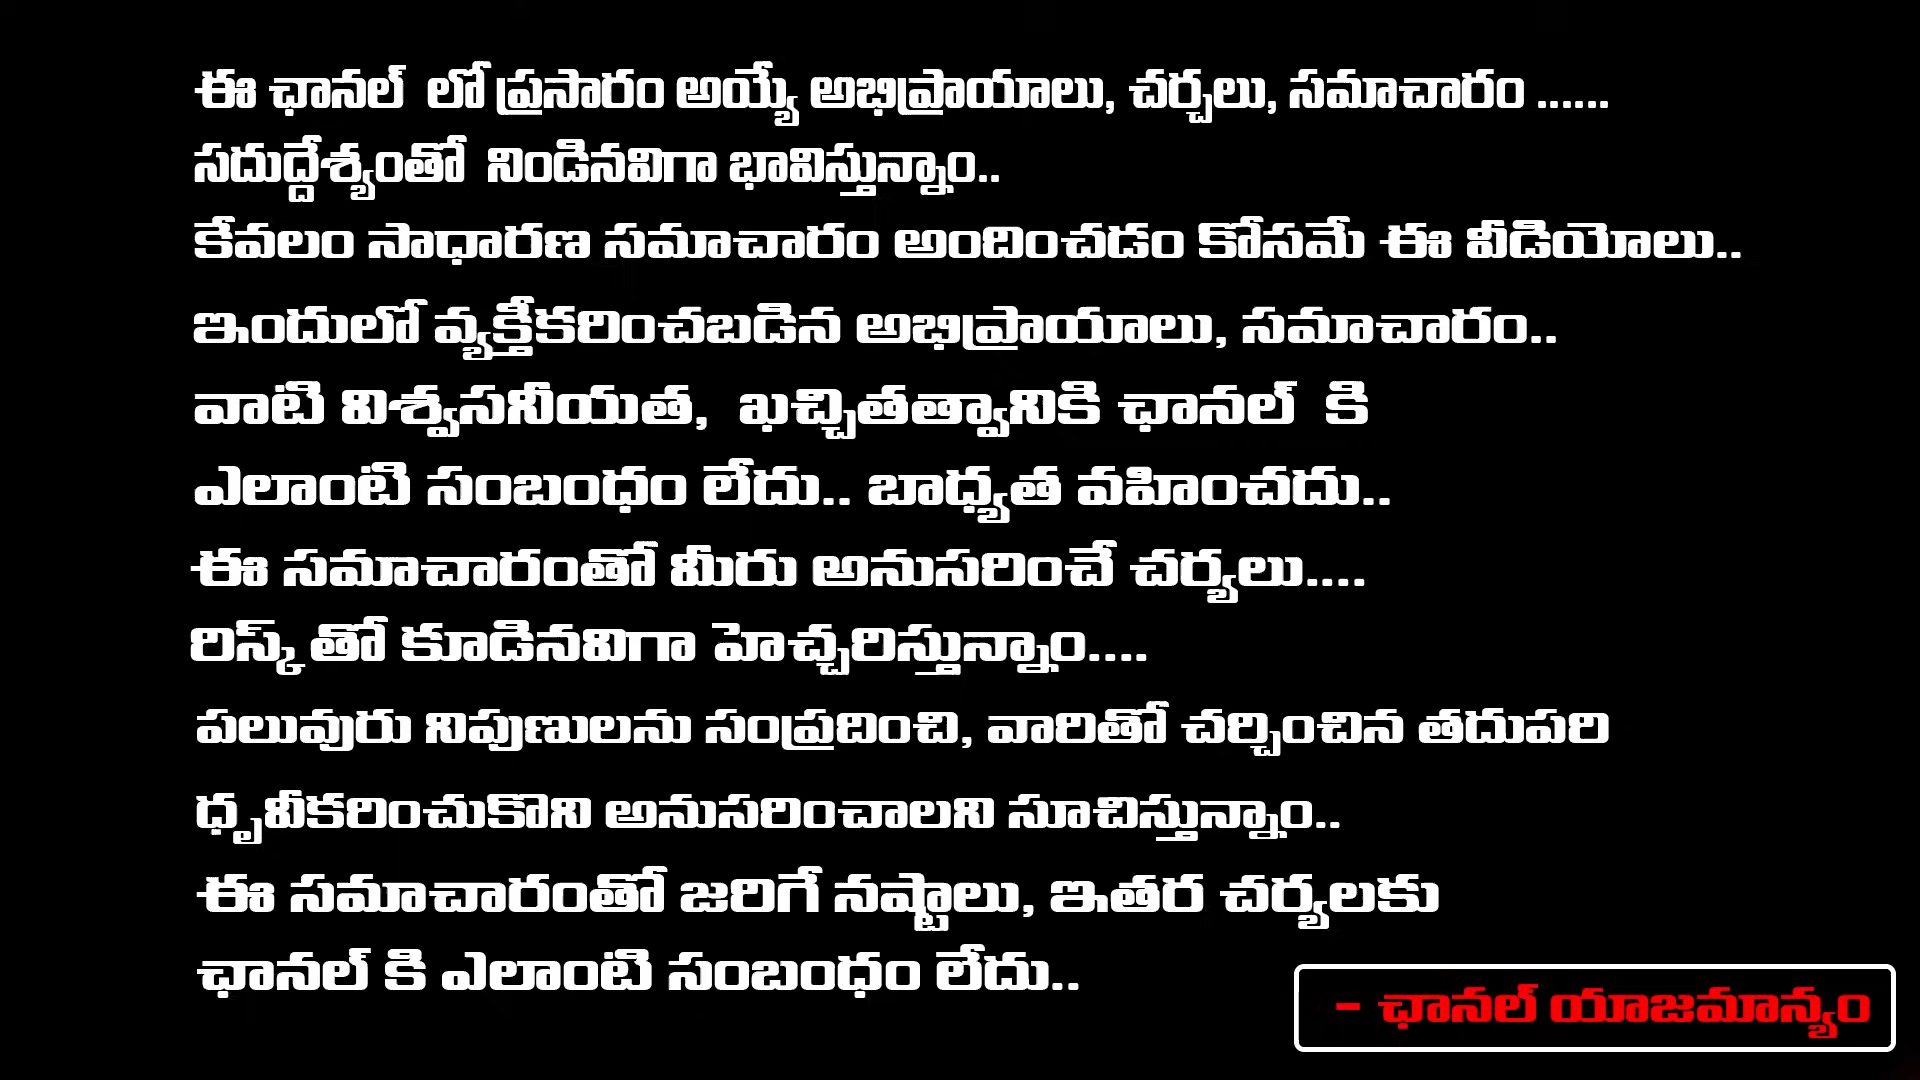 ఈ ఛానల్ లో ప్రసారం అయ్యే అభిప్రాయాలు, చర్చలు, సమాచారం ......
సదుద్దేశ్యంతో నిండినవిగా భావిస్తున్నాం..
కేవలం సాధారణ సమాచారం అందించడం కోసమే ఈ వీడియోలు..
ఇందులో వ్యక్తీకరించబడిన అభిప్రాయాలు, సమాచారం..
వాటి విశ్వసనీయత, ఖచ్చితత్వానికి ఛానల్ కి
ఎలాంటి సంబంధం లేదు.. బాధ్యత వహించదు..
ఈ సమాచారంతో మీరు అనుసరించే చర్యలు....
రిస్క్ తో కూడినవిగా హెచ్చరిస్తున్నాం....
పలువురు నిపుణులను సంప్రదించి, వారితో చర్చించిన తదుపరి
ధృవీకరించుకొని అనుసరించాలని సూచిస్తున్నాం..
ఈ సమాచారంతో జరిగే నష్టాలు, ఇతర చర్యలకు
ఛానల్ కి ఎలాంటి సంబంధం లేదు..
- ఛానల్ యాజమాన్యం